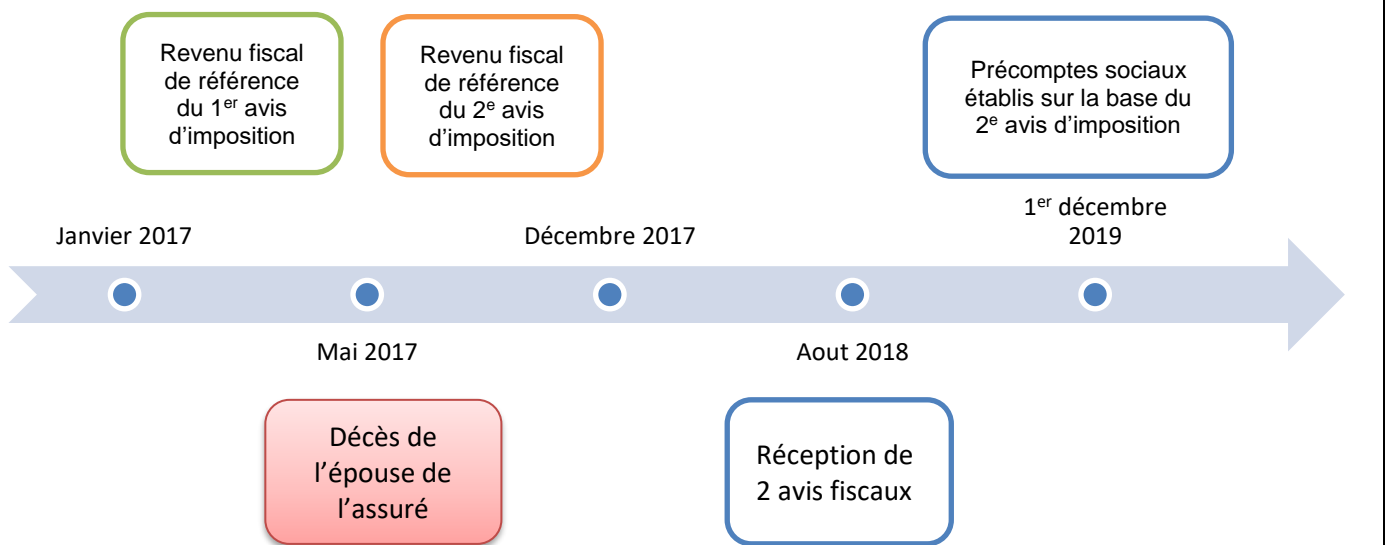 Revenu fiscal
de référence
du 1er avis
d’imposition
Revenu fiscal
de référence
du 2e avis
d’imposition
Précomptes sociaux
établis sur la base du
2e avis d’imposition
Janvier 2017
Décembre 2017
1er décembre
2019
Mai 2017
Aout 2018
Décès de
l’épouse de
l’assuré
Réception de
2 avis fiscaux